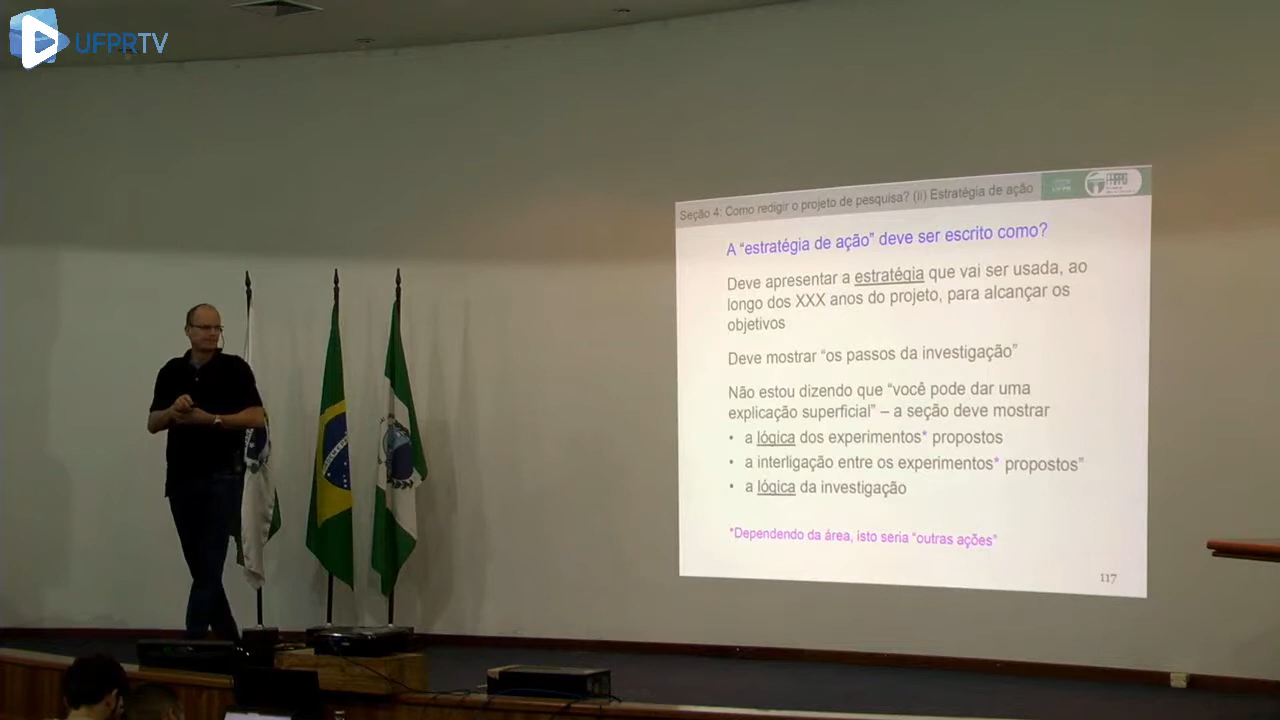 UFPRTV
Seção 4: Como redigir o projeto de pesquisa? (ii) Estratégia de ação
A “estratégia de ação” deve ser escrito como?
Deve apresentar a estratégia que vai ser usada, ao
longo dos XXX anos do projeto, para alcançar os
objetivos
Deve mostrar “os passos da investigação”
Não estou dizendo que “você pode dar uma
explicação superficial” – a seção deve mostrar
• a lógica dos experimentos* propostos
• a interligação entre os experimentos* propostos”
• a lógica da investigação
*Dependendo da área, isto seria “outras ações”
117